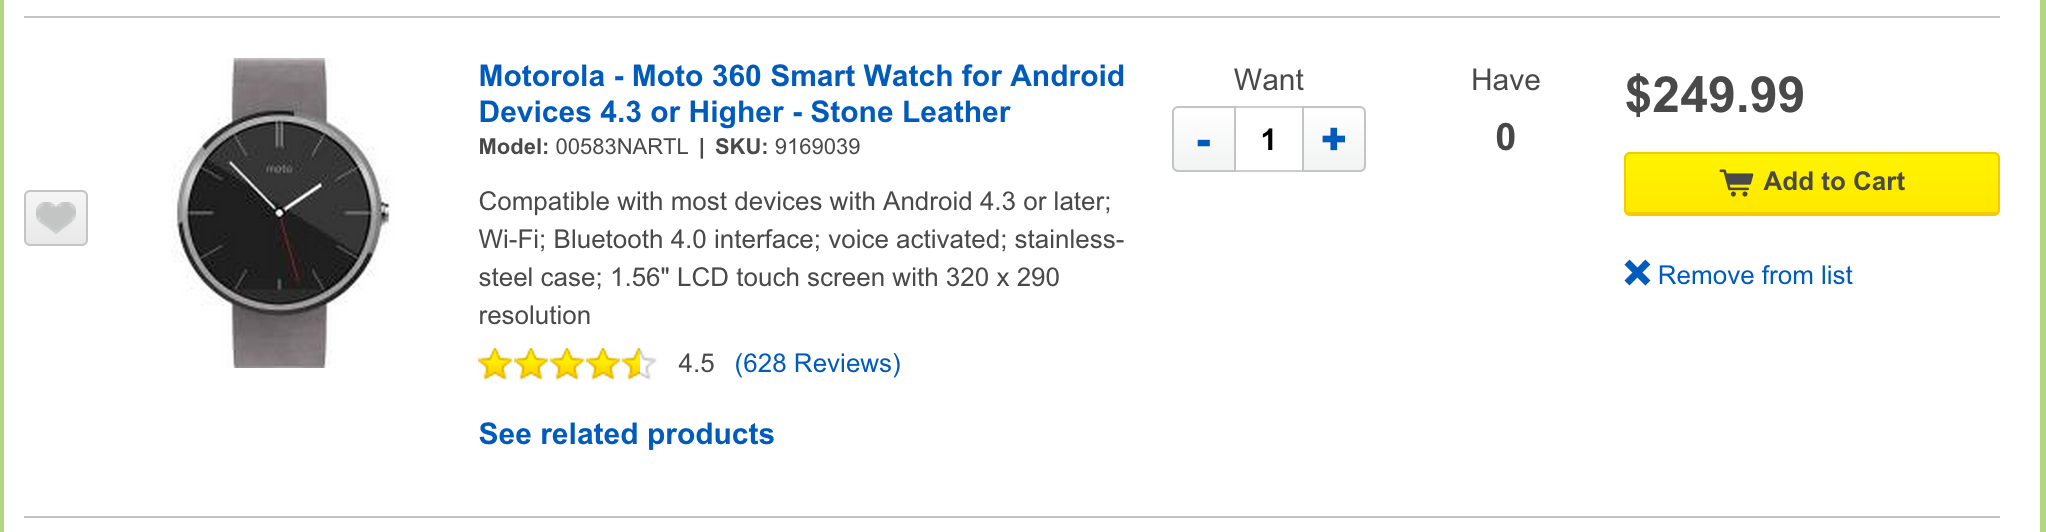 Motorola - Moto 360 Smart Watch for Android
Devices 4.3 or Higher - Stone Leather
Model: 00583NARTL | SKU: 9169039
Compatible with most devices with Android 4.3 or later;
Wi-Fi; Bluetooth 4.0 interface; voice activated; stainless-
steel case; 1.56" LCD touch screen with 320 x 290
resolution
4.5 (628 Reviews)
See related products
Want
- 1 +
Have
0
$249.99
Add to Cart
Remove from list
moto